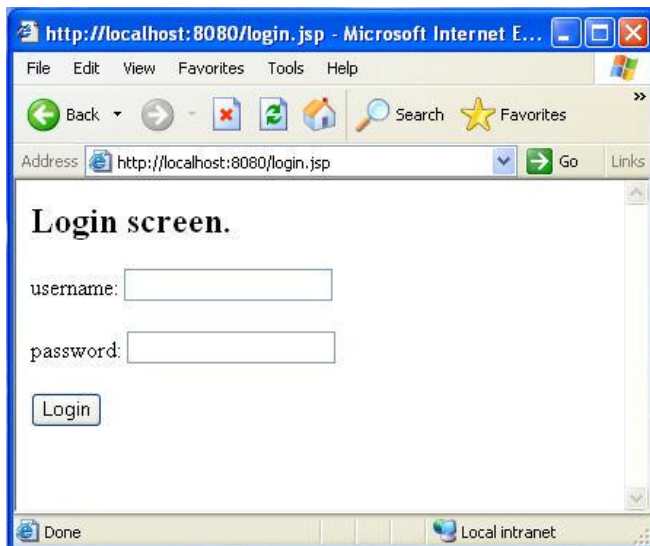 http://localhost:8080/login.jsp - Microsoft Internet E...
File Edit View Favorites Tools Help
Back Search Favorites »
Address http://localhost:8080/login.jsp Go Links
Login screen.
username:
password:
Login
Done Local intranet